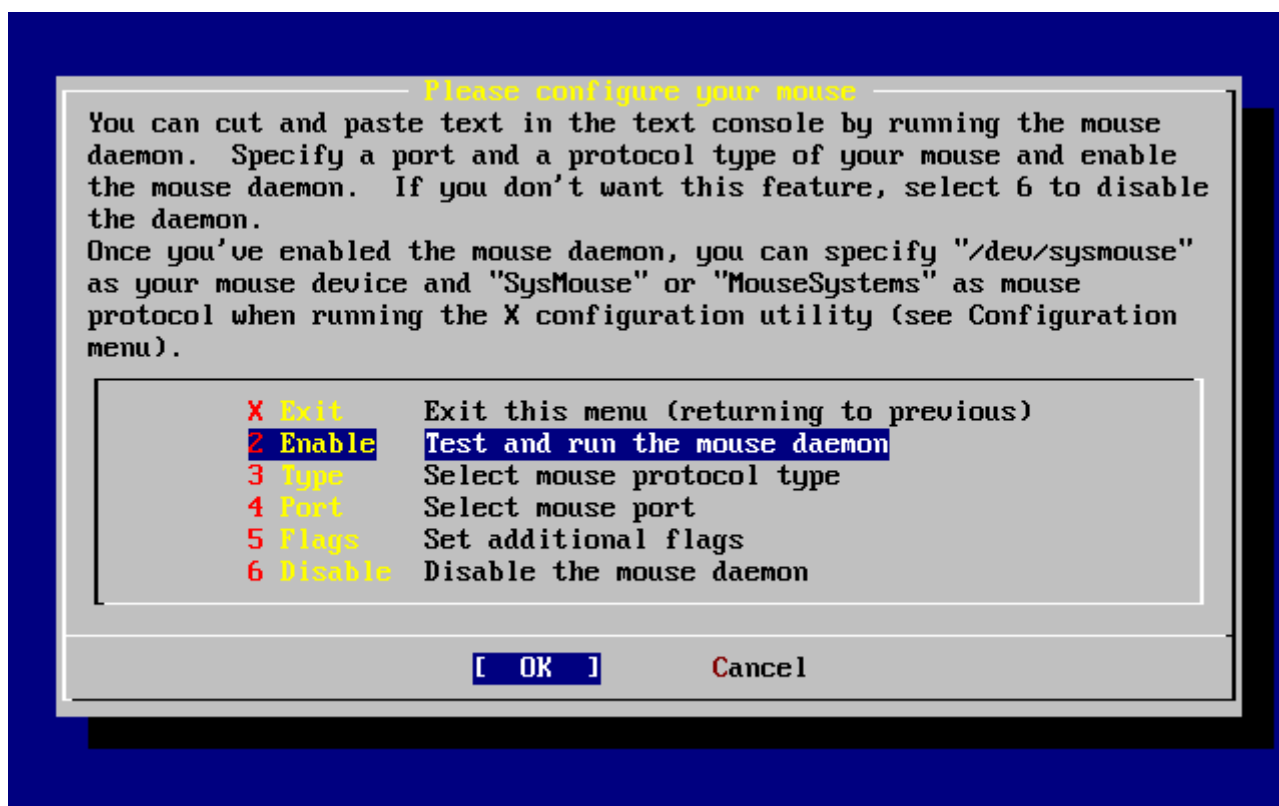 Please configure your mouse
You can cut and paste text in the text console by running the mouse
daemon.  Specify a port and a protocol type of your mouse and enable
the mouse daemon.  If you don't want this feature, select 6 to disable
the daemon.
Once you've enabled the mouse daemon, you can specify "/dev/sysmouse"
as your mouse device and "SysMouse" or "MouseSystems" as mouse
protocol when running the X configuration utility (see Configuration
menu).
X Exit    Exit this menu (returning to previous)
2 Enable   Test and run the mouse daemon
3 Type    Select mouse protocol type
4 Port    Select mouse port
5 Flags   Set additional flags
6 Disable  Disable the mouse daemon
[  OK  ]       Cancel